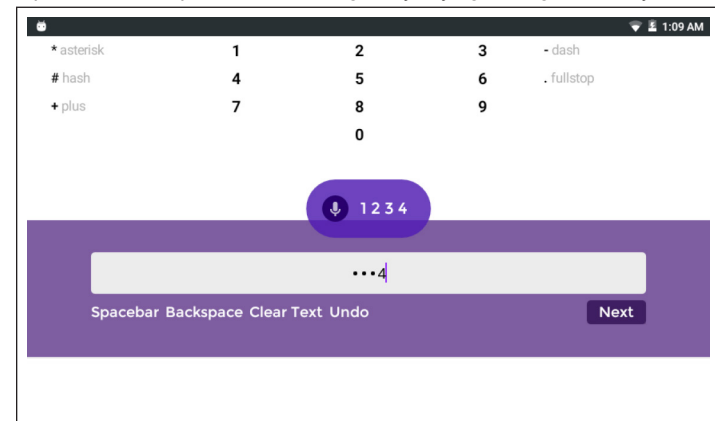 1:09 AM
* asterisk 1 2 3 - dash
# hash 4 5 6 . fullstop
+ plus 7 8 9
0
1 2 3 4
•••4
Spacebar Backspace Clear Text Undo Next